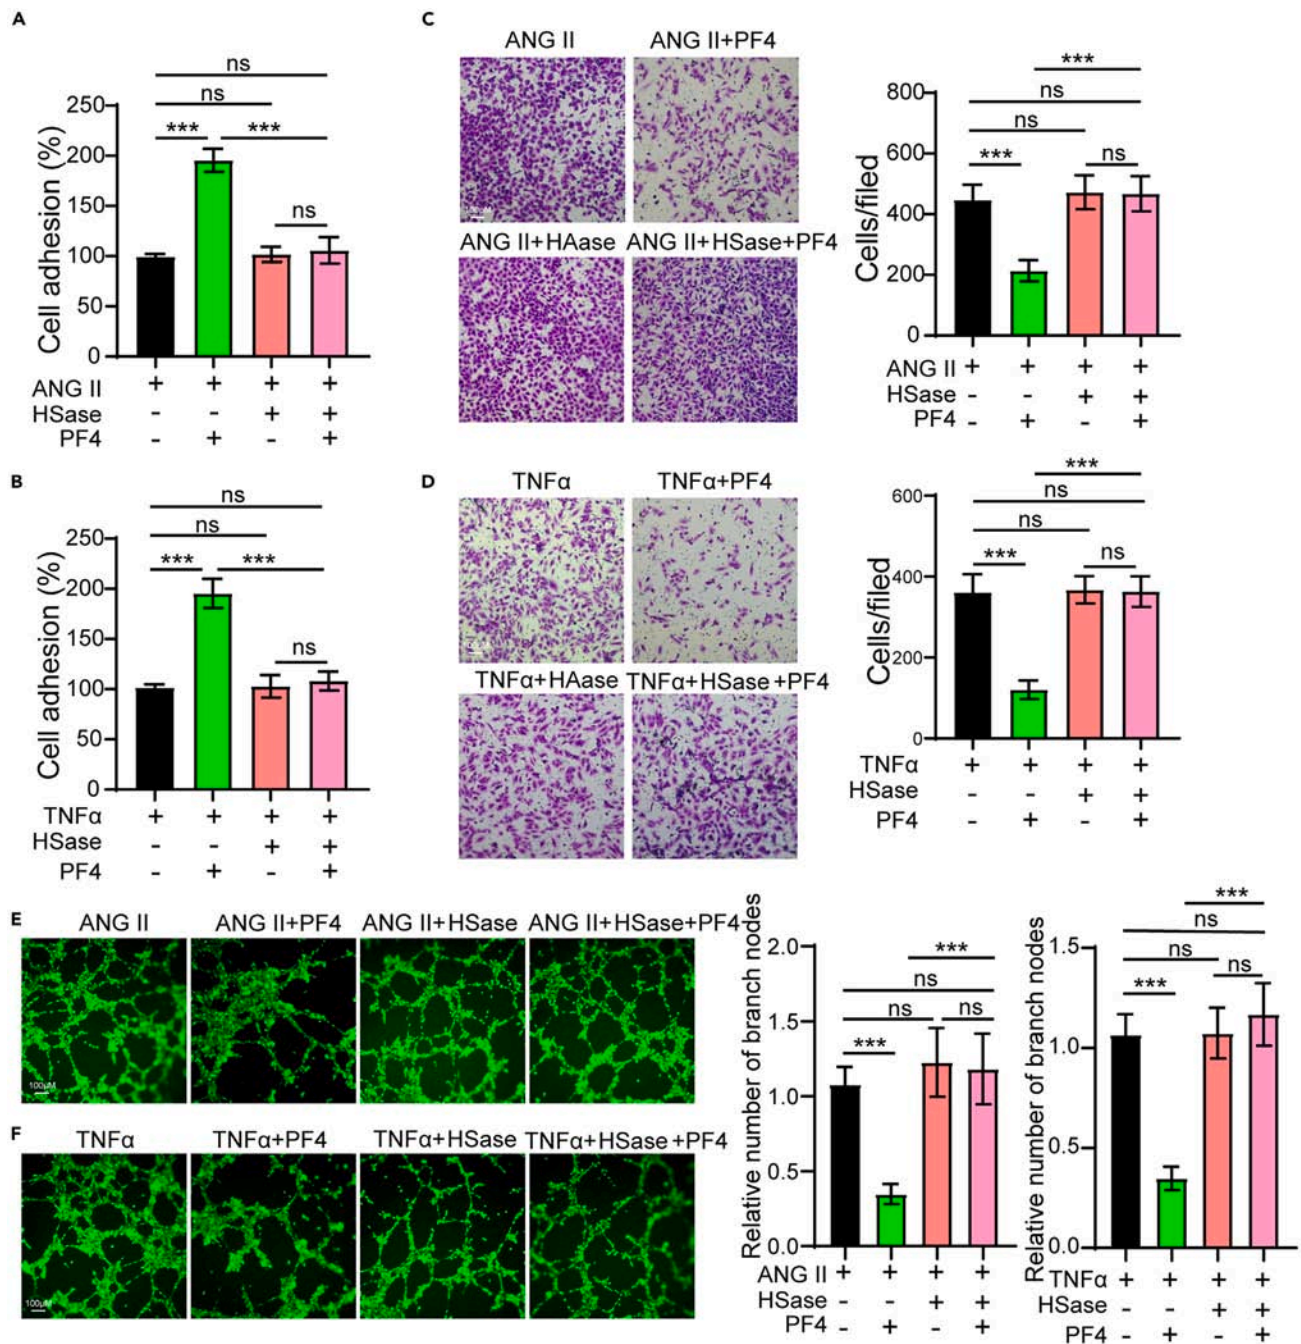 A
ns
ns
*** ***
ns
250
200
150
100
50
0
Cell adhesion (%)
ANG II + + + +
HSase - - + +
PF4 - + - +
B
ns
ns
*** ***
ns
250
200
150
100
50
0
Cell adhesion (%)
TNFα + + + +
HSase - - + +
PF4 - + - +
C
ANG II ANG II+PF4
ANG II+HAase ANG II+HSase+PF4
***
ns
ns
*** ns
800
600
400
200
0
Cells/filed
ANG II + + + +
HSase - - + +
PF4 - + - +
D
TNFα TNFα+PF4
TNFα+HAase TNFα+HSase+PF4
***
ns
ns
*** ns
600
400
200
0
Cells/filed
TNFα + + + +
HSase - - + +
PF4 - + - +
E
ANG II ANG II+PF4 ANG II+HSase ANG II+HSase+PF4
100μM
F
TNFα TNFα+PF4 TNFα+HSase TNFα+HSase+PF4
100μM
***
ns
ns ns
***
2.0
1.5
1.0
0.5
0.0
Relative number of branch nodes
ANG II + + + +
HSase - - + +
PF4 - + - +
***
ns
ns
*** ns
1.5
1.0
0.5
0.0
Relative number of branch nodes
TNFα + + + +
HSase - - + +
PF4 - + - +